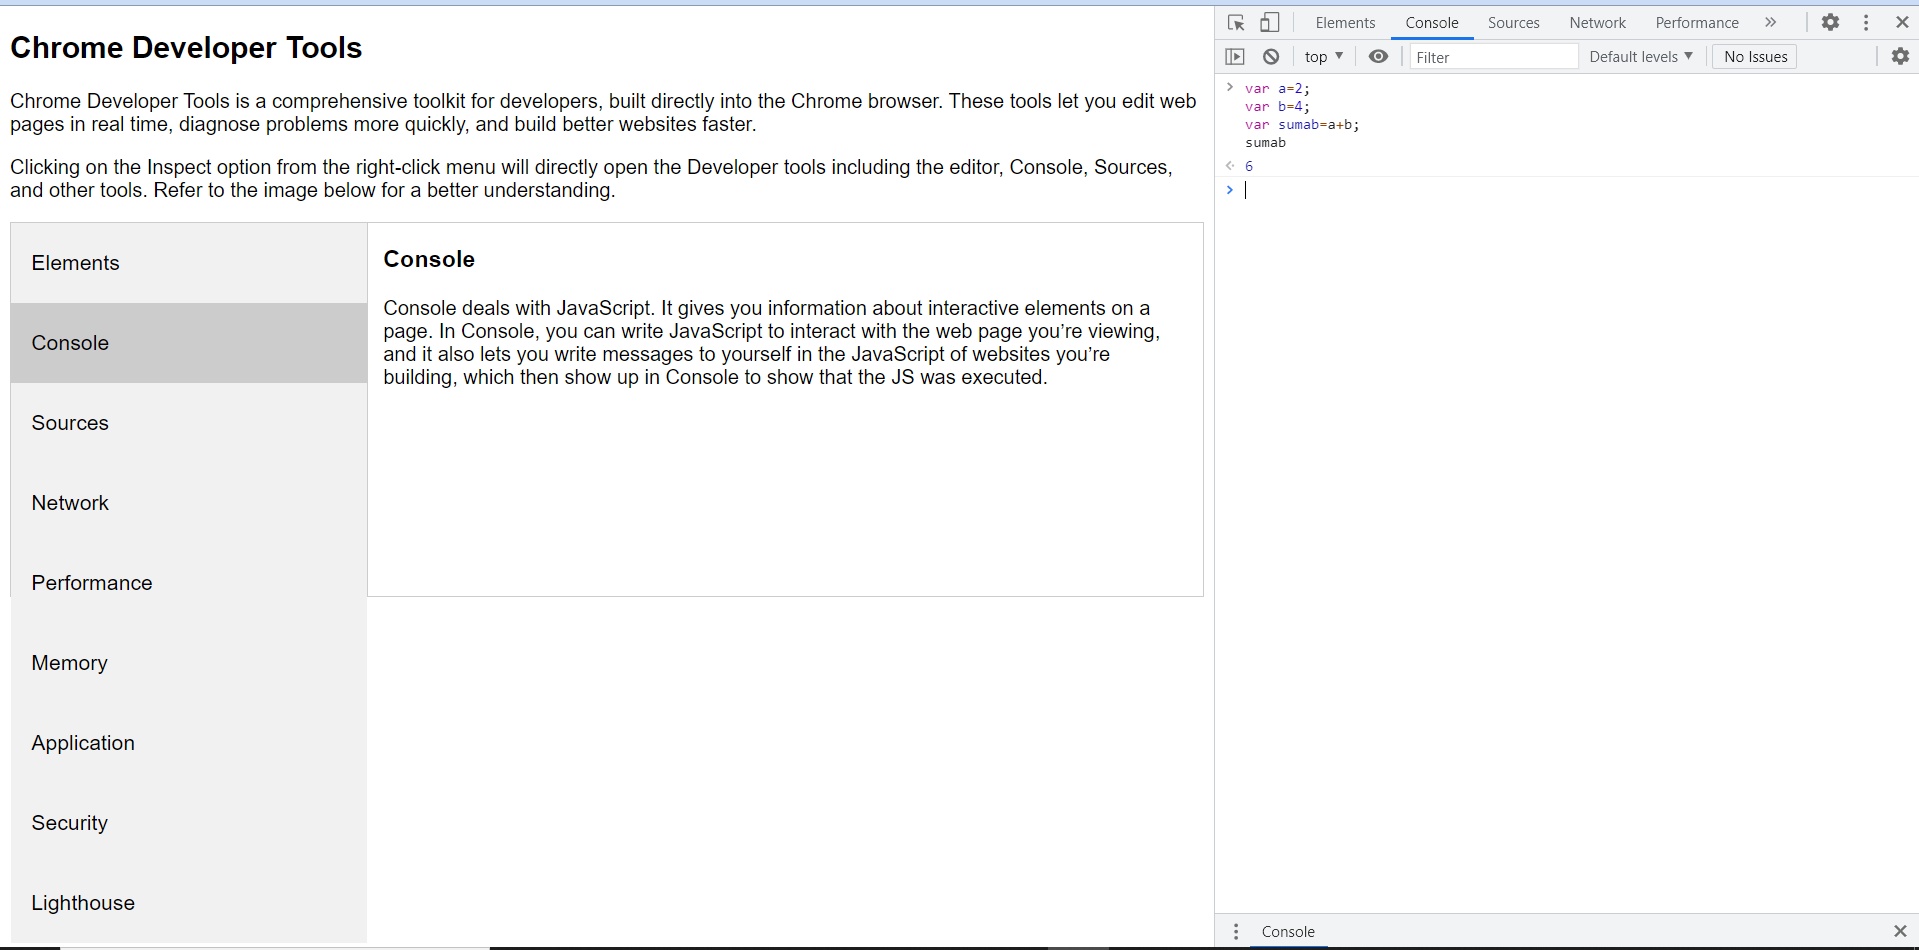 Chrome Developer Tools
Chrome Developer Tools is a comprehensive toolkit for developers, built directly into the Chrome browser. These tools let you edit web
pages in real time, diagnose problems more quickly, and build better websites faster.
Clicking on the Inspect option from the right-click menu will directly open the Developer tools including the editor, Console, Sources,
and other tools. Refer to the image below for a better understanding.
Elements
Console
Sources
Network
Performance
Memory
Application
Security
Lighthouse
Console
Console deals with JavaScript. It gives you information about interactive elements on a
page. In Console, you can write JavaScript to interact with the web page you’re viewing,
and it also lets you write messages to yourself in the JavaScript of websites you’re
building, which then show up in Console to show that the JS was executed.
Elements Console Sources Network Performance »
top ▼ Filter Default levels ▼ No Issues
> var a=2;
var b=4;
var sumab=a+b;
sumab
6
>
Console